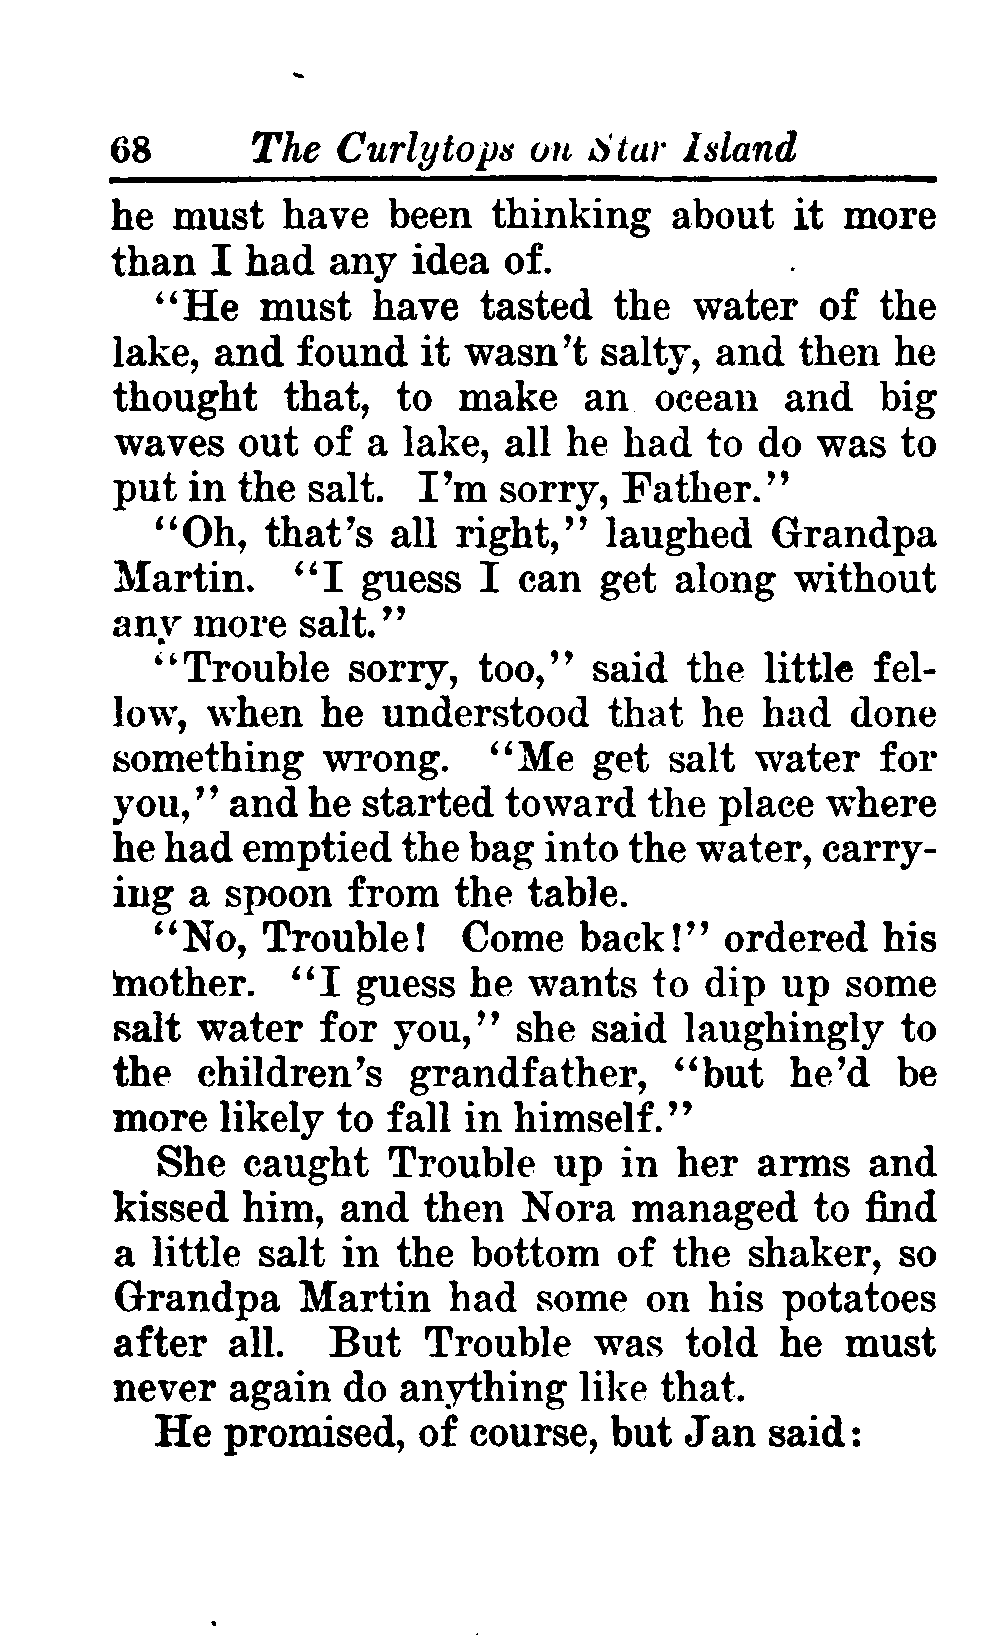 68 The Curlytops on Star Island
he must have been thinking about it more
than I had any idea of.
"He must have tasted the water of the
lake, and found it wasn't salty, and then he
thought that, to make an ocean and big
waves out of a lake, all he had to do was to
put in the salt. I'm sorry, Father."
"Oh, that's all right," laughed Grandpa
Martin. "I guess I can get along without
any more salt."
"Trouble sorry, too," said the little fel-
low, when he understood that he had done
something wrong. "Me get salt water for
you," and he started toward the place where
he had emptied the bag into the water, carry-
ing a spoon from the table.
"No, Trouble! Come back!" ordered his
mother. "I guess he wants to dip up some
salt water for you," she said laughingly to
the children's grandfather, "but he'd be
more likely to fall in himself."
She caught Trouble up in her arms and
kissed him, and then Nora managed to find
a little salt in the bottom of the shaker, so
Grandpa Martin had some on his potatoes
after all. But Trouble was told he must
never again do anything like that.
He promised, of course, but Jan said: